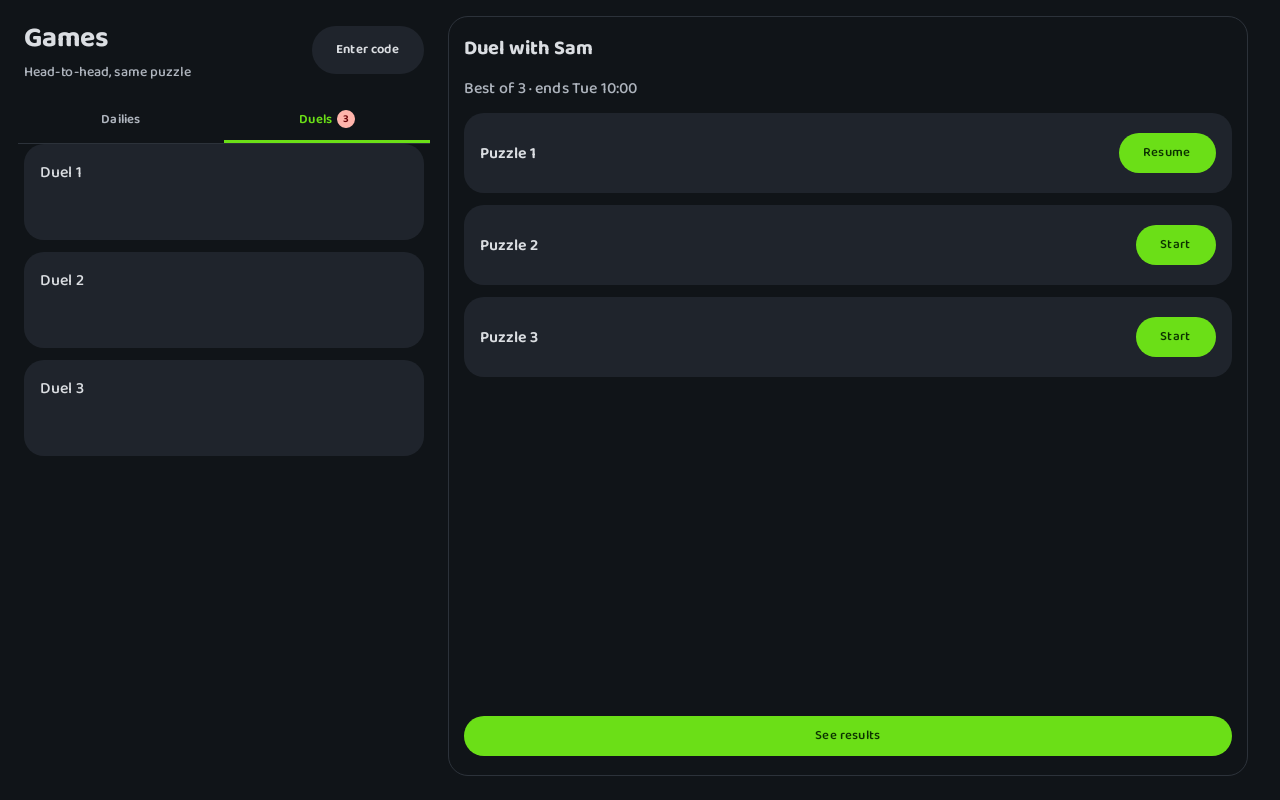 Games
Head-to-head, same puzzle
Enter code
Dailies
Duels 3
Duel 1
Duel 2
Duel 3
Duel with Sam
Best of 3 · ends Tue 10:00
Puzzle 1
Resume
Puzzle 2
Start
Puzzle 3
Start
See results